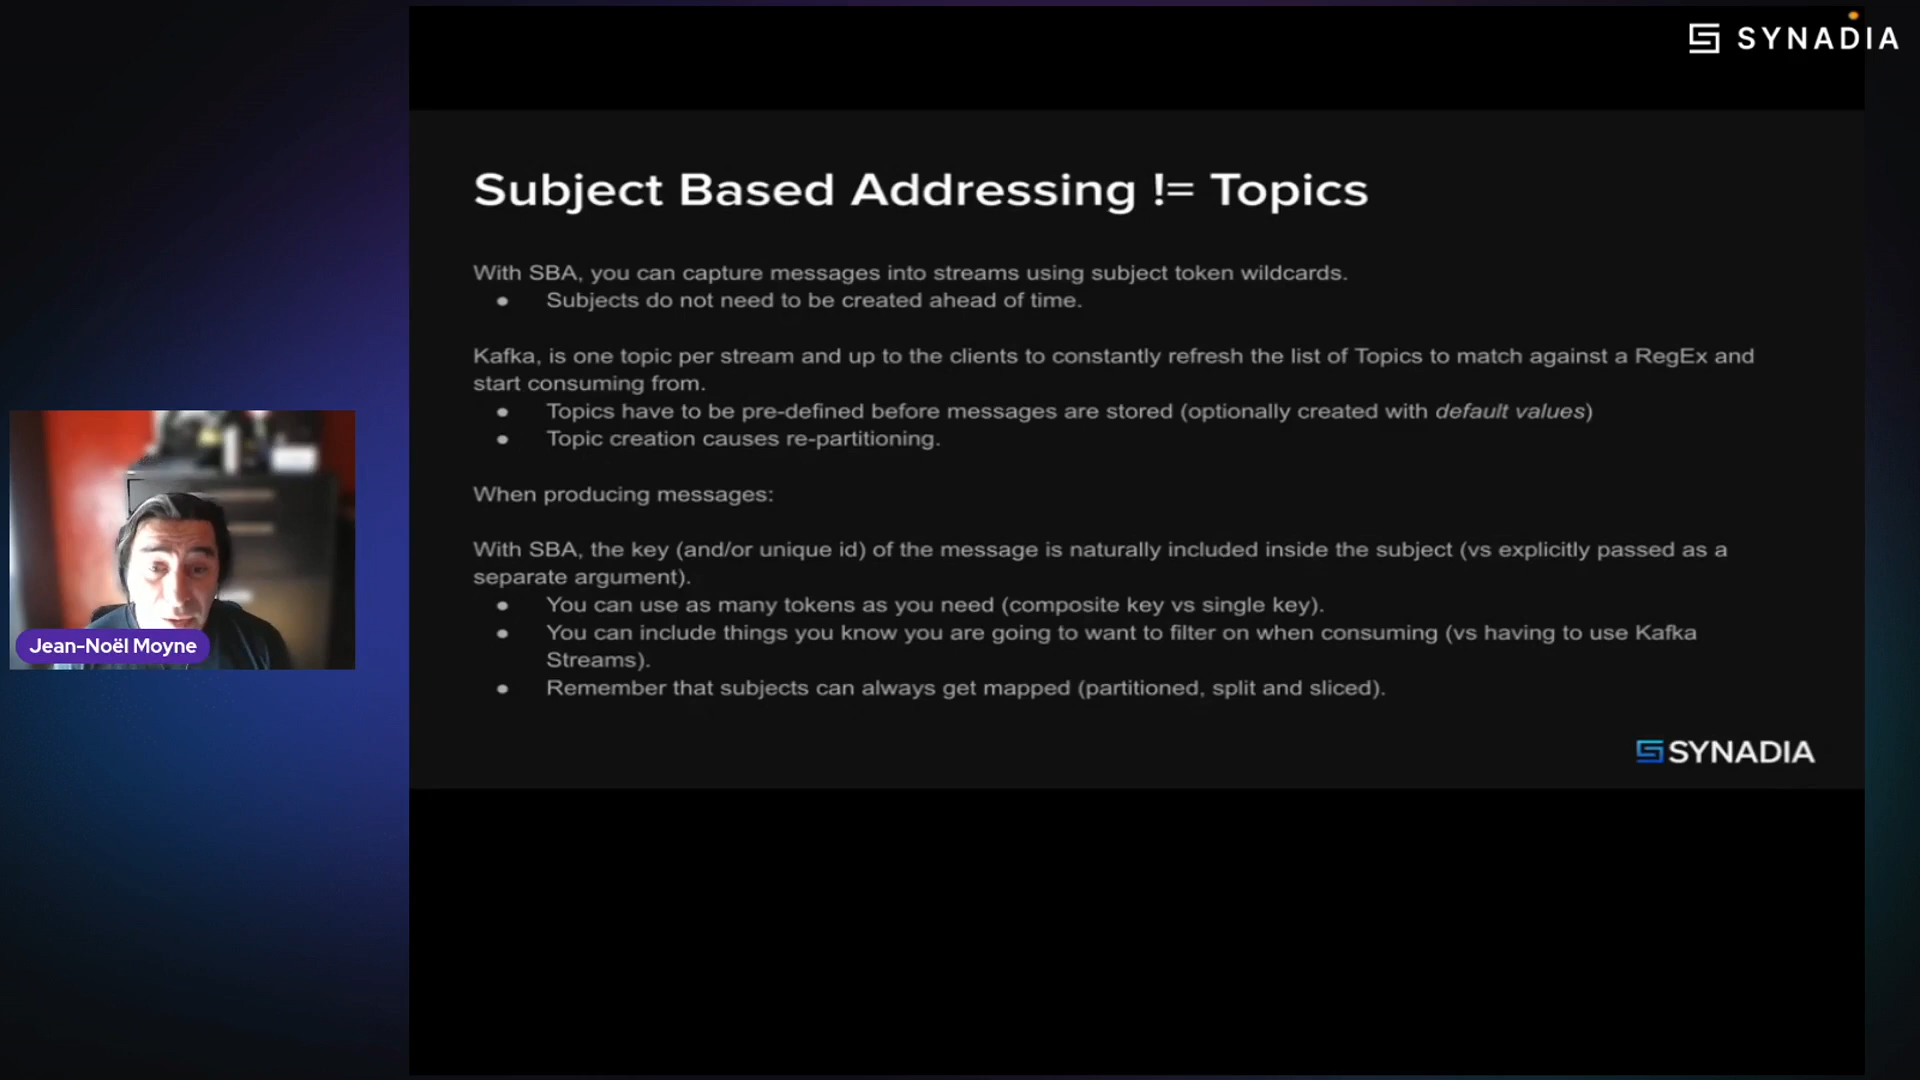 SYNADIA
Subject Based Addressing != Topics
With SBA, you can capture messages into streams using subject token wildcards.
● Subjects do not need to be created ahead of time.
Kafka, is one topic per stream and up to the clients to constantly refresh the list of Topics to match against a RegEx and
start consuming from.
● Topics have to be pre-defined before messages are stored (optionally created with default values)
● Topic creation causes re-partitioning.
When producing messages:
With SBA, the key (and/or unique id) of the message is naturally included inside the subject (vs explicitly passed as a
separate argument).
● You can use as many tokens as you need (composite key vs single key).
● You can include things you know you are going to want to filter on when consuming (vs having to use Kafka
Streams).
● Remember that subjects can always get mapped (partitioned, split and sliced).
Jean-Noël Moyne
SYNADIA